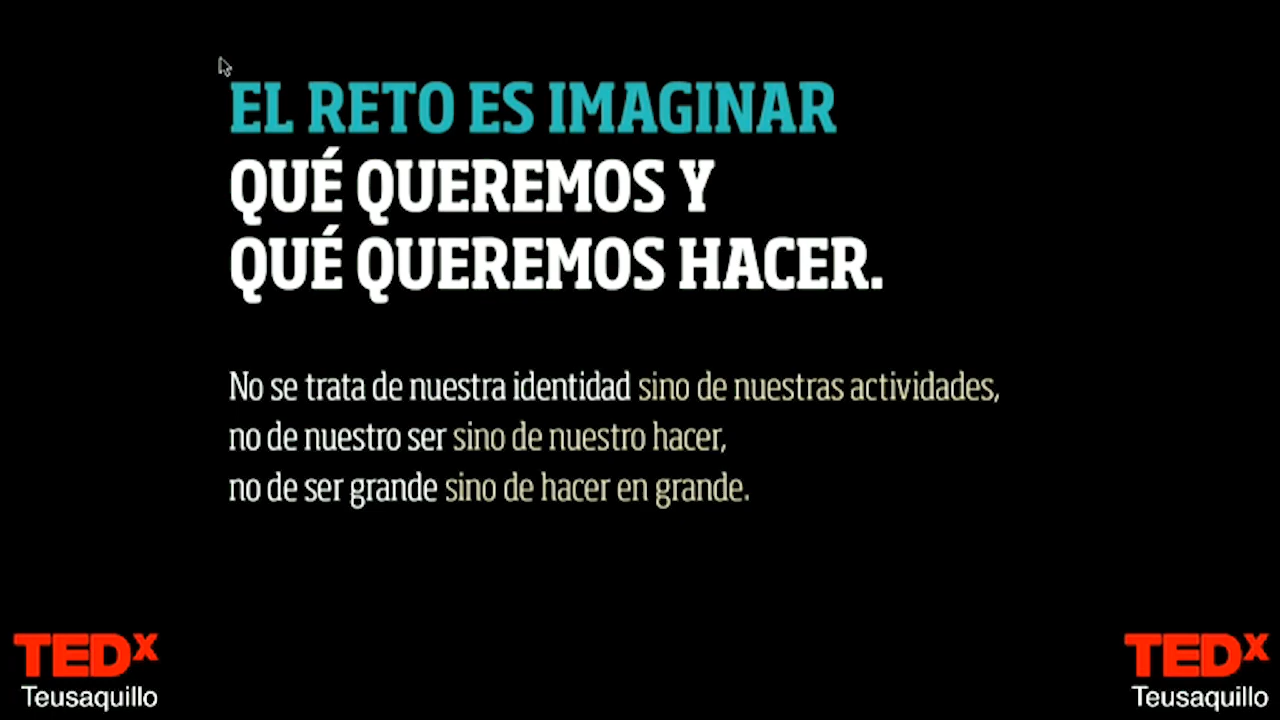 EL RETO ES IMAGINAR
QUÉ QUEREMOS Y
QUÉ QUEREMOS HACER.
No se trata de nuestra identidad sino de nuestras actividades,
no de nuestro ser sino de nuestro hacer,
no de ser grande sino de hacer en grande.
TEDx
Teusaquillo
TEDx
Teusaquillo